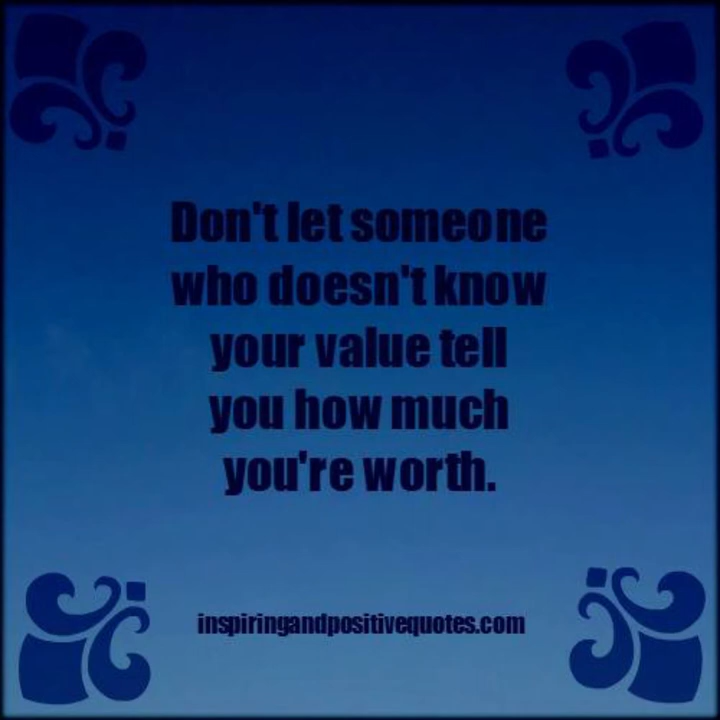 Don't let someone
who doesn't know
your value tell
you how much
you're worth.
inspiringandpositivequotes.com